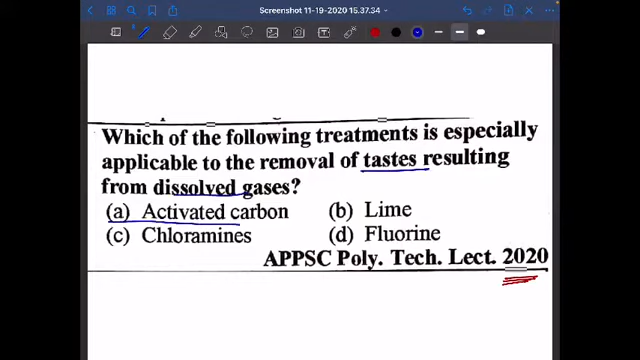 Screenshot 11-19-2020 15.37.34
Which of the following treatments is especially
applicable to the removal of tastes resulting
from dissolved gases?
(a) Activated carbon (b) Lime
(c) Chloramines (d) Fluorine
APPSC Poly. Tech. Lect. 2020